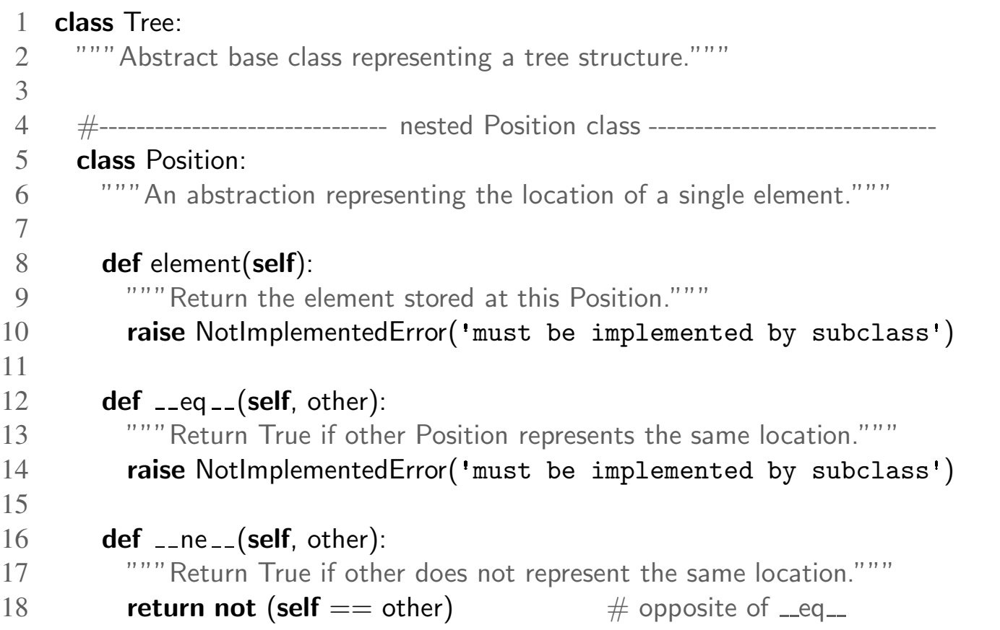 1 class Tree:
2 """Abstract base class representing a tree structure."""
3
4 #------------------------------- nested Position class -------------------------------
5 class Position:
6 """An abstraction representing the location of a single element."""
7
8 def element(self):
9 """Return the element stored at this Position."""
10 raise NotImplementedError('must be implemented by subclass')
11
12 def __eq__(self, other):
13 """Return True if other Position represents the same location."""
14 raise NotImplementedError('must be implemented by subclass')
15
16 def __ne__(self, other):
17 """Return True if other does not represent the same location."""
18 return not (self == other) # opposite of __eq__